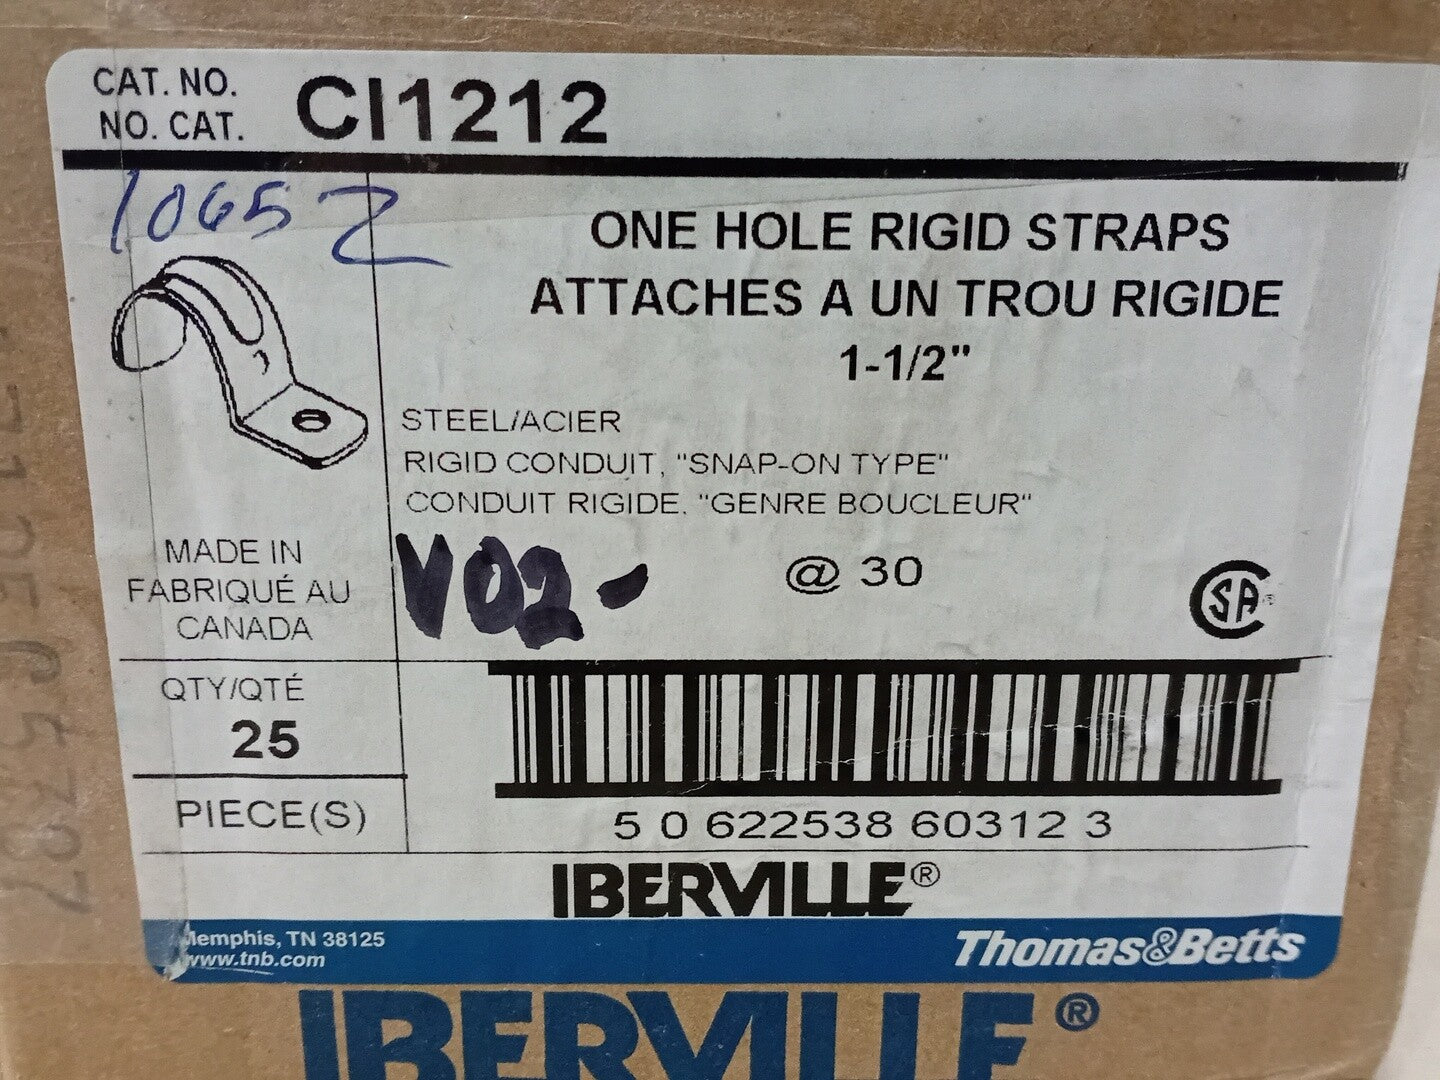 CAT. NO.
NO. CAT.
CI1212
10652
ONE HOLE RIGID STRAPS
ATTACHES A UN TROU RIGIDE
1-1/2"
STEEL/ACIER
RIGID CONDUIT, "SNAP-ON TYPE"
CONDUIT RIGIDE, "GENRE BOUCLEUR"
MADE IN
FABRIQUÉ AU
CANADA
V02-
@ 30
CSA®
QTY/QTÉ
25
PIECE(S)
5 0 622538 60312 3
IBERVILLE®
Memphis, TN 38125
www.tnb.com
Thomas&Betts
IBERVILLE®